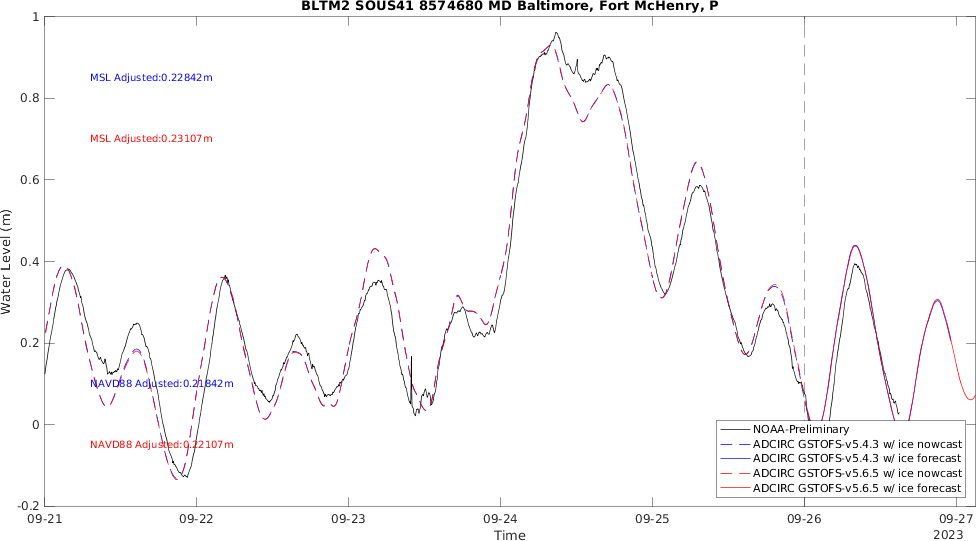 BLTM2 SOUS41 8574680 MD Baltimore, Fort McHenry, P
1
MSL Adjusted:0.22842m
0.8
MSL Adjusted:0.23107m
0.6
0.4
Water Level (m)
0.2
NAVD88 Adjusted:0.21842m
0
NAVD88 Adjusted:0.22107m
-0.2
NOAA-Preliminary
ADCIRC GSTOFS-v5.4.3 w/ ice nowcast
ADCIRC GSTOFS-v5.4.3 w/ ice forecast
ADCIRC GSTOFS-v5.6.5 w/ ice nowcast
ADCIRC GSTOFS-v5.6.5 w/ ice forecast
09-21 09-22 09-23 09-24 09-25 09-26 09-27
Time
2023